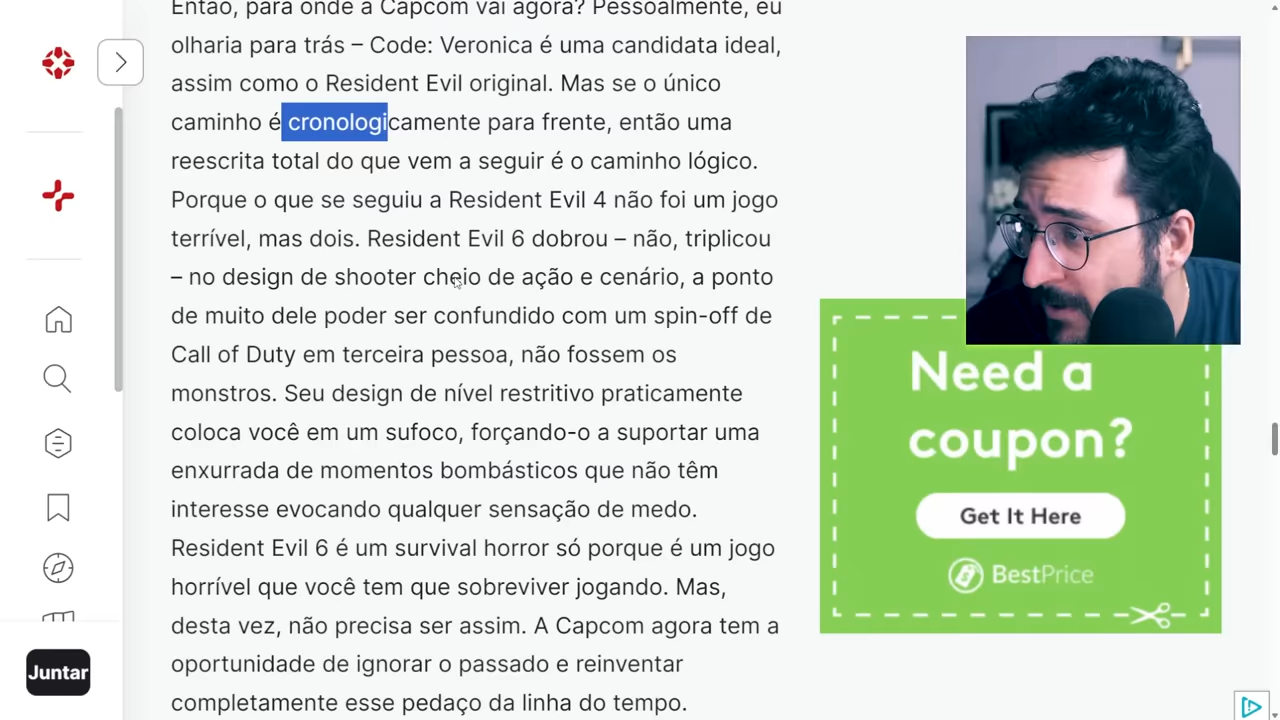 Então, para onde a Capcom vai agora? Pessoalmente, eu
olharia para trás – Code: Veronica é uma candidata ideal,
assim como o Resident Evil original. Mas se o único
caminho é cronologicamente para frente, então uma
reescrita total do que vem a seguir é o caminho lógico.
Porque o que se seguiu a Resident Evil 4 não foi um jogo
terrível, mas dois. Resident Evil 6 dobrou – não, triplicou
– no design de shooter cheio de ação e cenário, a ponto
de muito dele poder ser confundido com um spin-off de
Call of Duty em terceira pessoa, não fossem os
monstros. Seu design de nível restritivo praticamente
coloca você em um sufoco, forçando-o a suportar uma
enxurrada de momentos bombásticos que não têm
interesse evocando qualquer sensação de medo.
Resident Evil 6 é um survival horror só porque é um jogo
horrível que você tem que sobreviver jogando. Mas,
desta vez, não precisa ser assim. A Capcom agora tem a
oportunidade de ignorar o passado e reinventar
completamente esse pedaço da linha do tempo.
Juntar
Need a
coupon?
Get It Here
BestPrice